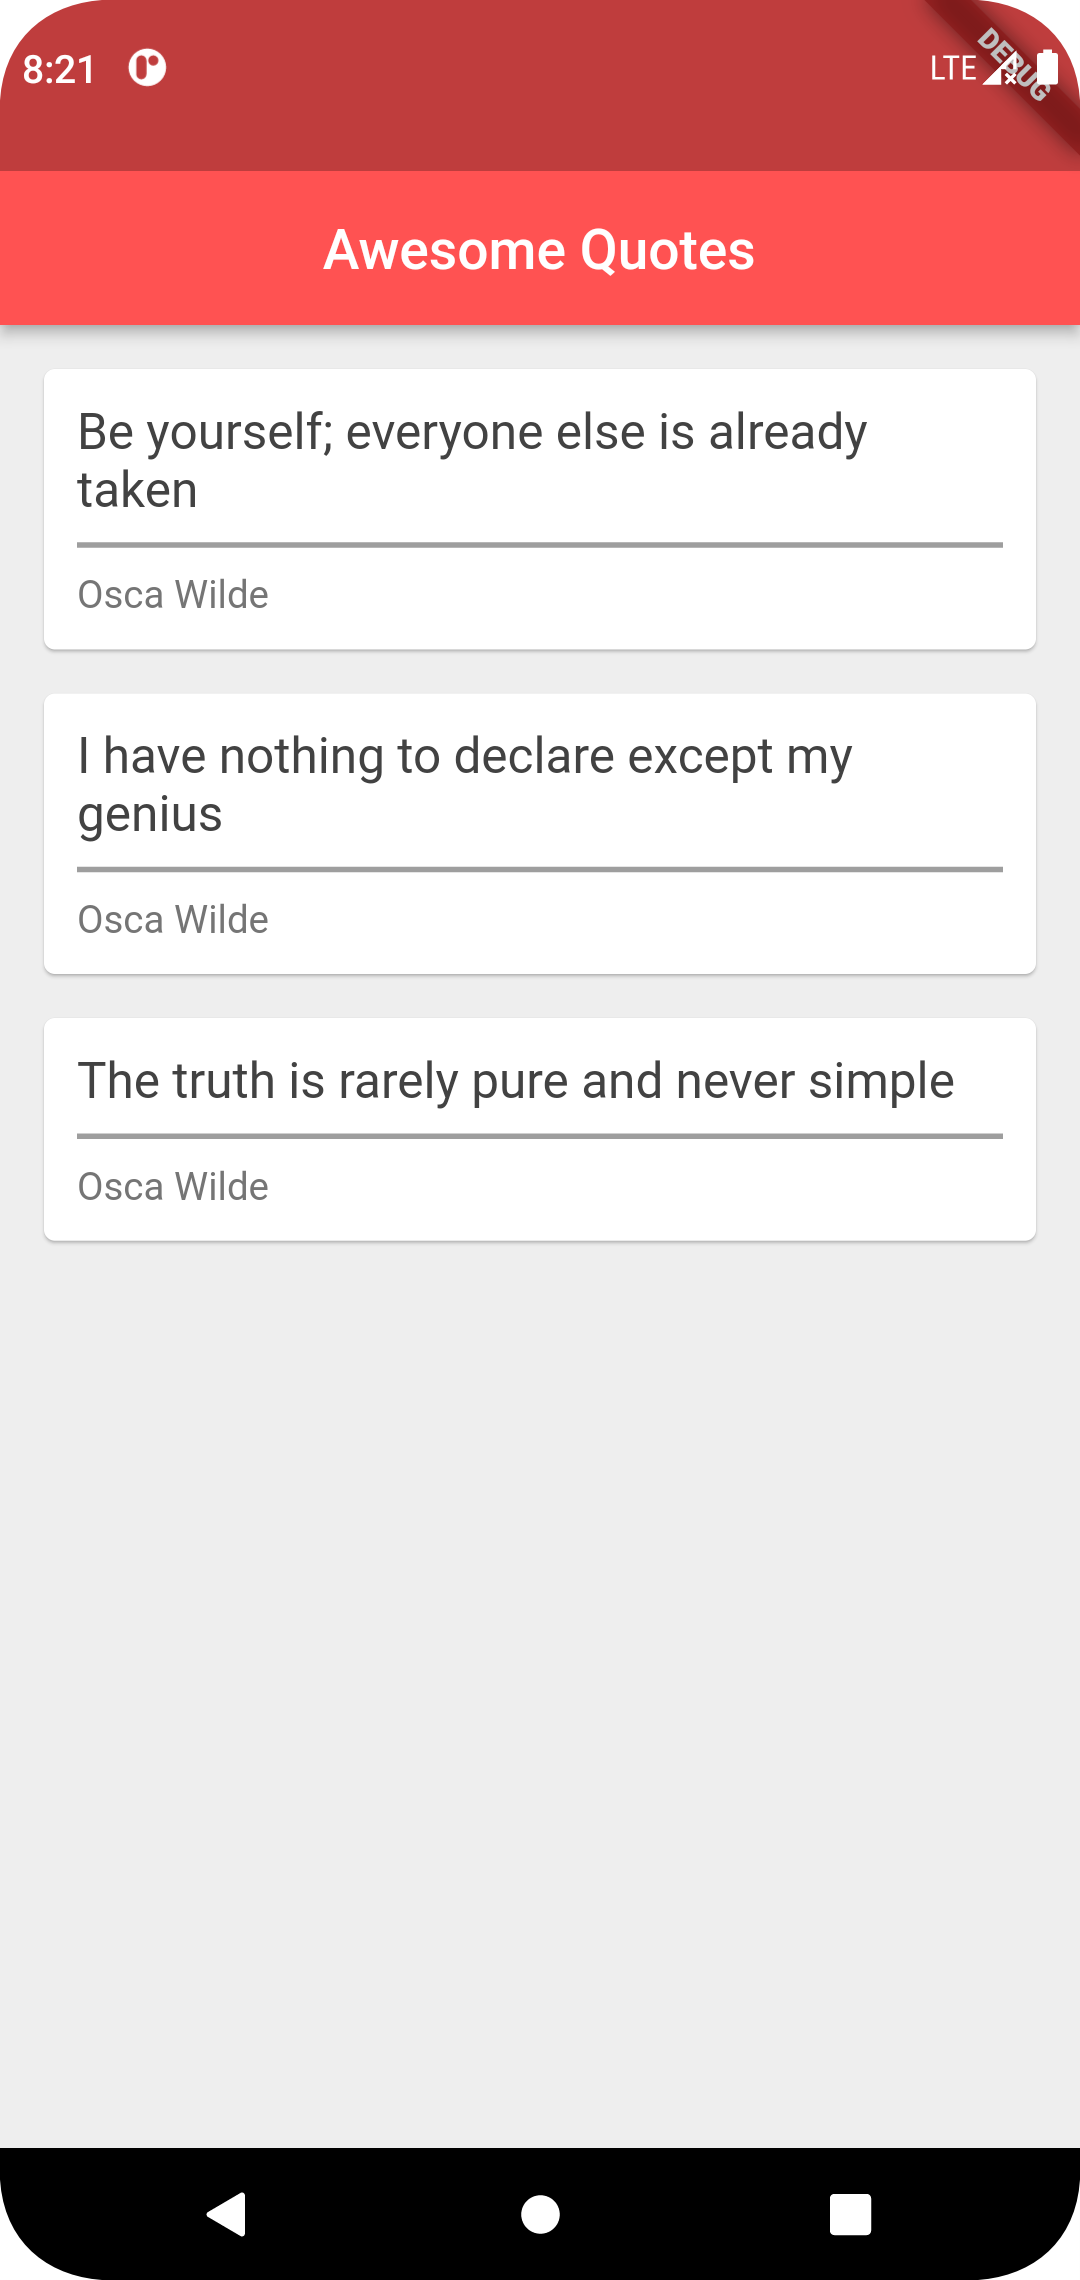 8:21
LTE
DEBUG
Awesome Quotes
Be yourself; everyone else is already
taken
Osca Wilde
I have nothing to declare except my
genius
Osca Wilde
The truth is rarely pure and never simple
Osca Wilde